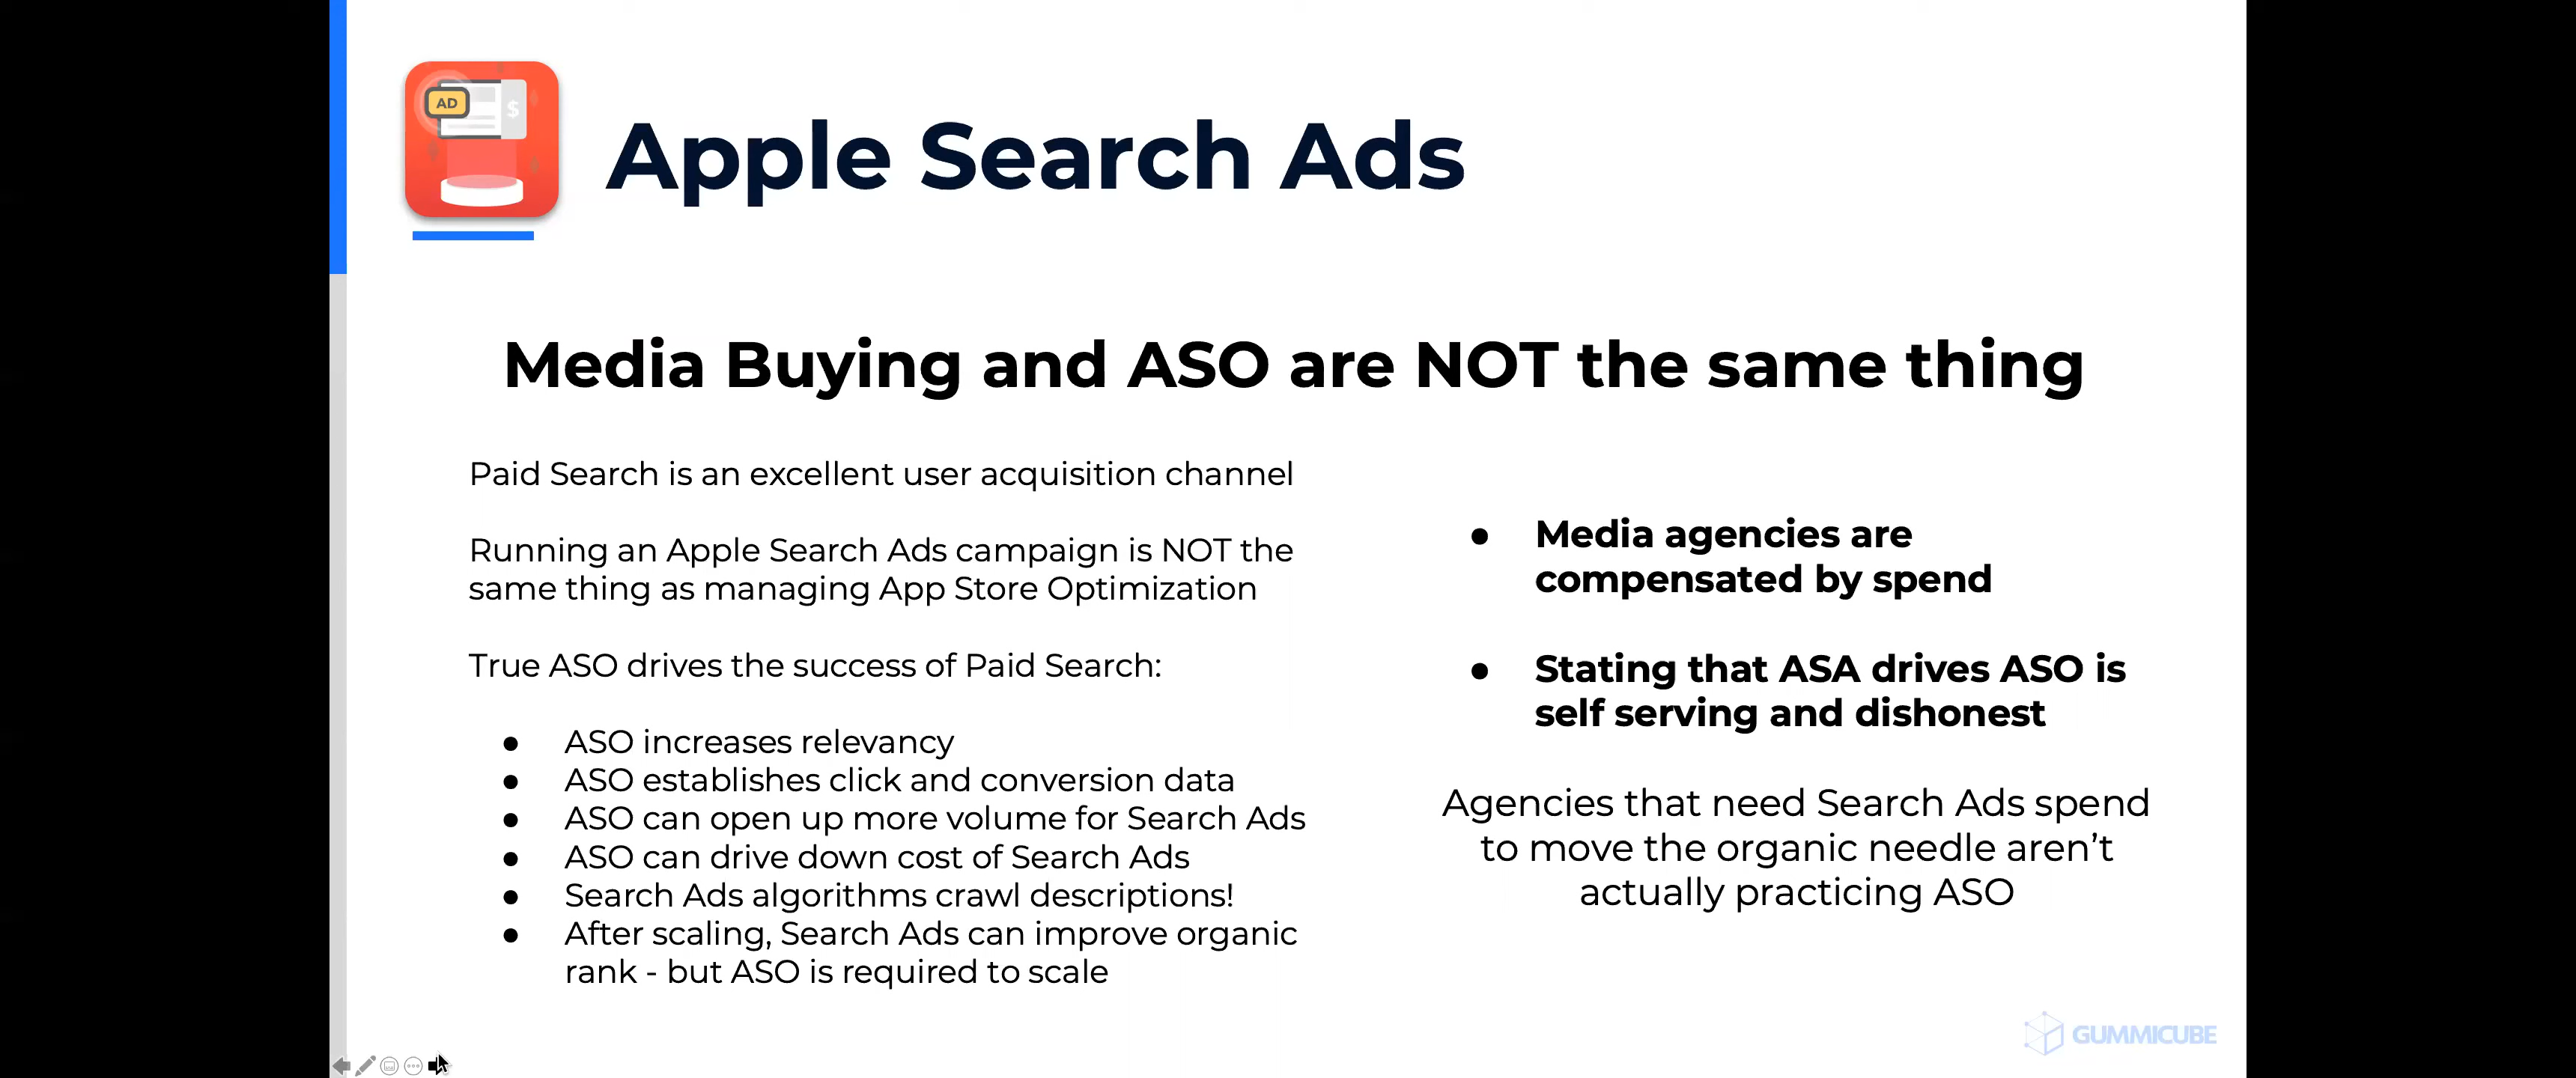 AD
$
Apple Search Ads
Media Buying and ASO are NOT the same thing
Paid Search is an excellent user acquisition channel
Running an Apple Search Ads campaign is NOT the
same thing as managing App Store Optimization
True ASO drives the success of Paid Search:
● ASO increases relevancy
● ASO establishes click and conversion data
● ASO can open up more volume for Search Ads
● ASO can drive down cost of Search Ads
● Search Ads algorithms crawl descriptions!
● After scaling, Search Ads can improve organic
rank - but ASO is required to scale
● Media agencies are
compensated by spend
● Stating that ASA drives ASO is
self serving and dishonest
Agencies that need Search Ads spend
to move the organic needle aren’t
actually practicing ASO
GUMMICUBE